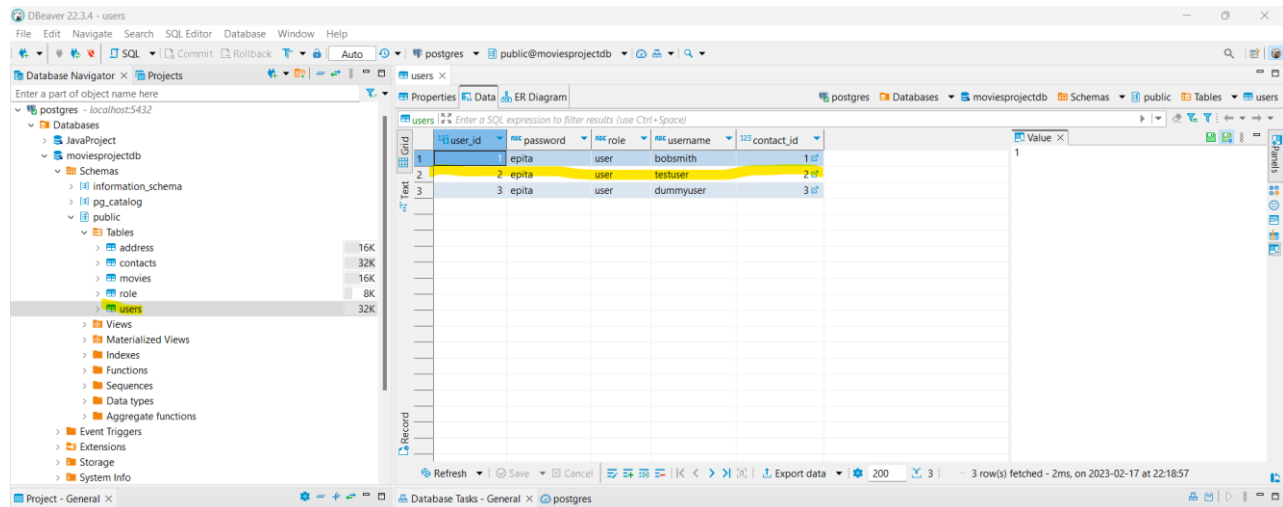 DBeaver 22.3.4 - users
File Edit Navigate Search SQL Editor Database Window Help
SQL Commit Rollback Auto postgres public@moviesprojectdb
Database Navigator Projects
users
Enter a part of object name here
Properties Data ER Diagram
postgres Databases moviesprojectdb Schemas public Tables users
postgres - localhost:5432
Databases
JavaProject
moviesprojectdb
Schemas
information_schema
pg_catalog
public
Tables
address 16K
contacts 32K
movies 16K
role 8K
users 32K
Views
Materialized Views
Indexes
Functions
Sequences
Data types
Aggregate functions
Event Triggers
Extensions
Storage
System Info
users Enter a SQL expression to filter results (use Ctrl+Space)
Grid
Text
Record
123 user_id ABC password ABC role ABC username 123 contact_id
1 1 epita user bobsmith 1
2 2 epita user testuser 2
3 3 epita user dummyuser 3
Value
1
Panels
Refresh Save Cancel Export data 200 3 3 row(s) fetched - 2ms, on 2023-02-17 at 22:18:57
Project - General
Database Tasks - General postgres